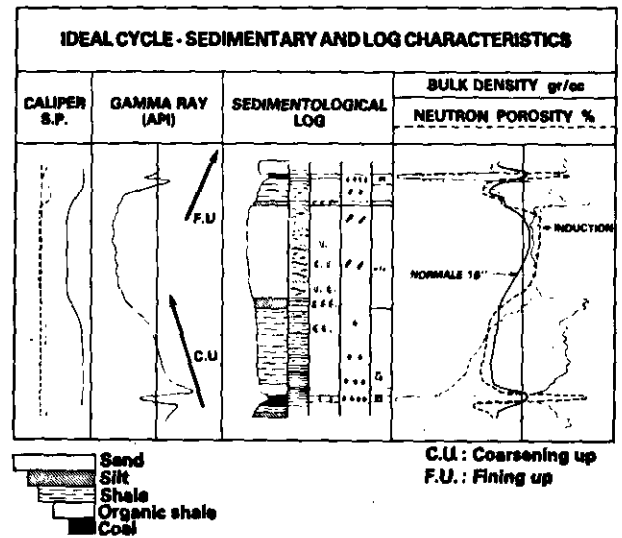 IDEAL CYCLE - SEDIMENTARY AND LOG CHARACTERISTICS
CALIPER
S.P.
GAMMA RAY
(API)
SEDIMENTOLOGICAL
LOG
BULK DENSITY gr/cc
NEUTRON POROSITY %
F.U
C.U
INDUCTION
NORMALE 16"
Sand
Silt
Shale
Organic shale
Coal
C.U.: Coarsening up
F.U.: Fining up